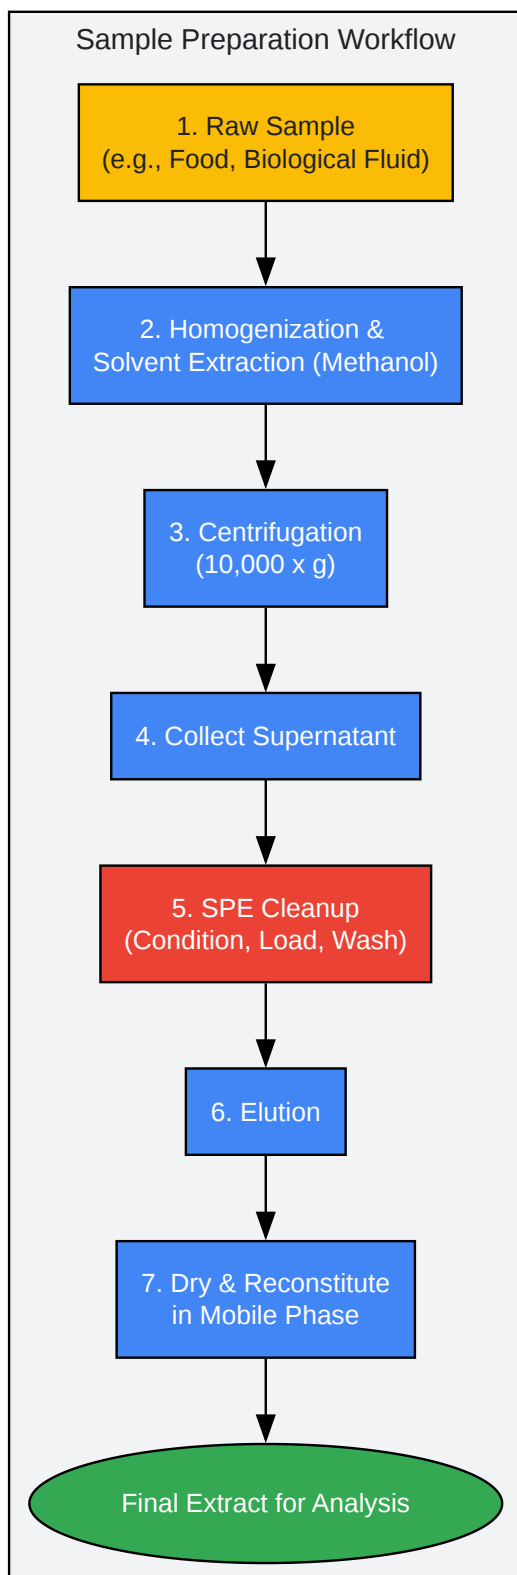 Sample Preparation Workflow
1. Raw Sample
(e.g., Food, Biological Fluid)
2. Homogenization &
Solvent Extraction (Methanol)
3. Centrifugation
(10,000 x g)
4. Collect Supernatant
5. SPE Cleanup
(Condition, Load, Wash)
6. Elution
7. Dry & Reconstitute
in Mobile Phase
Final Extract for Analysis